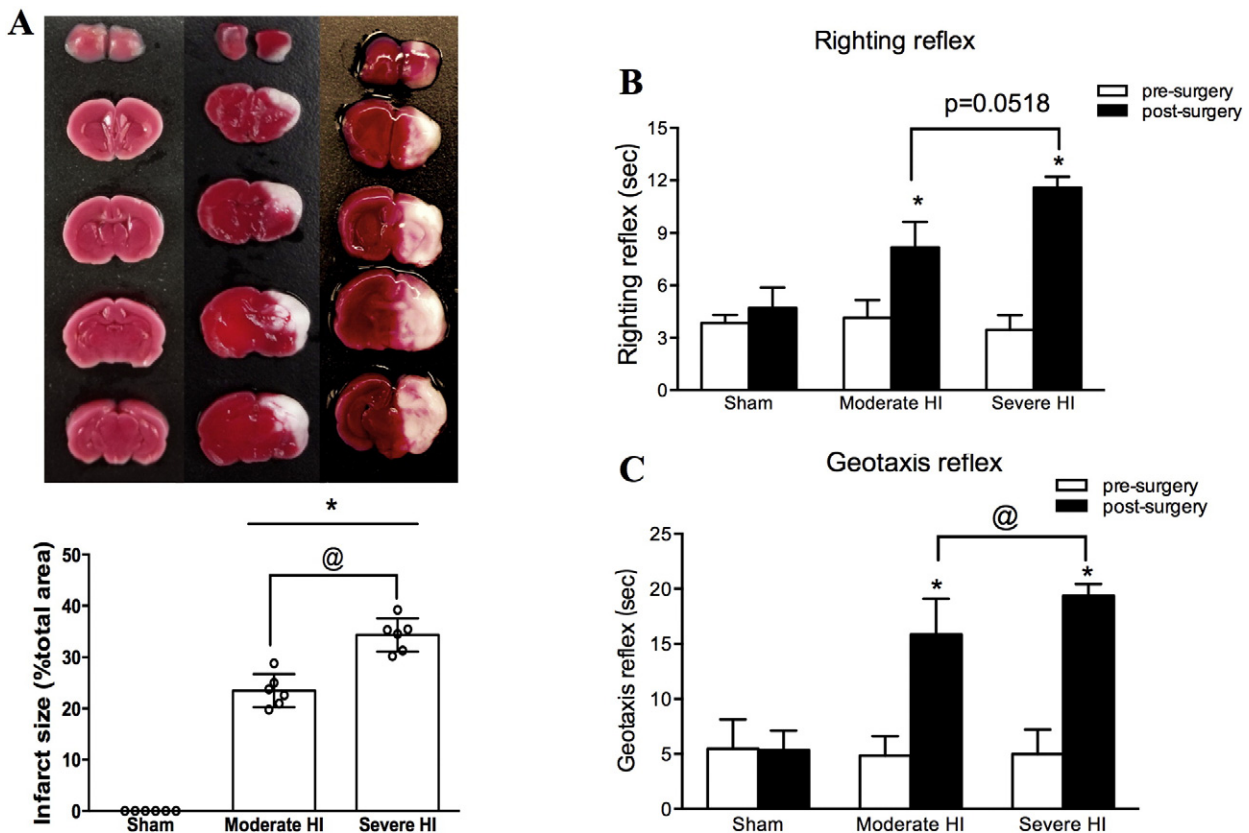 A
*
@
Infarct size (%total area)
50
40
30
20
10
0
Sham
Moderate HI
Severe HI
Righting reflex
B
pre-surgery
post-surgery
p=0.0518
*
*
Righting reflex (sec)
15
12
9
6
3
0
Sham
Moderate HI
Severe HI
C
Geotaxis reflex
pre-surgery
post-surgery
@
*
*
Geotaxis reflex (sec)
25
20
15
10
5
0
Sham
Moderate HI
Severe HI